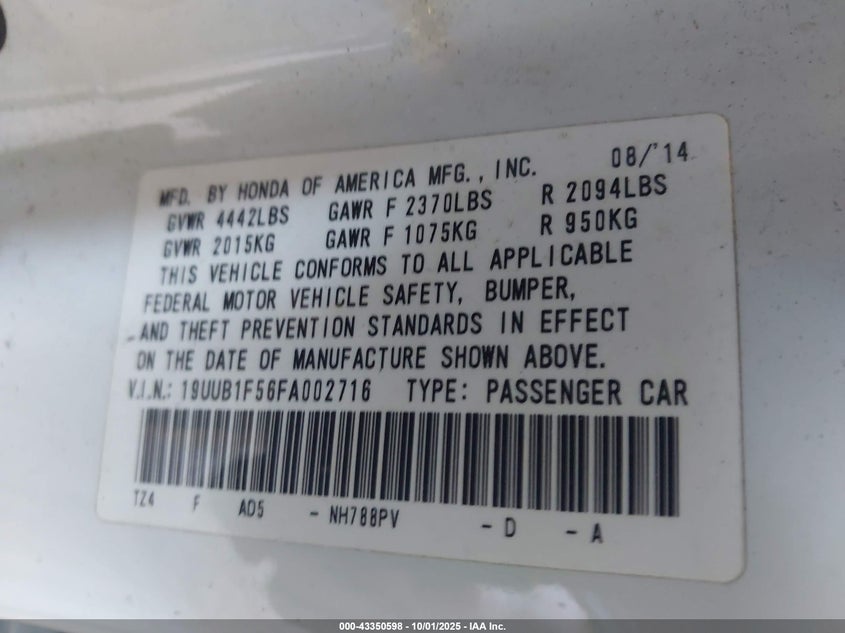 08/'14
MFD. BY HONDA OF AMERICA MFG., INC.
GVWR 4442LBS GAWR F 2370LBS R 2094LBS
GVWR 2015KG GAWR F 1075KG R 950KG
THIS VEHICLE CONFORMS TO ALL APPLICABLE
FEDERAL MOTOR VEHICLE SAFETY, BUMPER,
AND THEFT PREVENTION STANDARDS IN EFFECT
ON THE DATE OF MANUFACTURE SHOWN ABOVE.
V.I.N.: 19UUB1F56FA002716 TYPE: PASSENGER CAR
TZ4 F AD5 - NH788PV - D - A
000-43350598 - 10/01/2025 - IAA Inc.